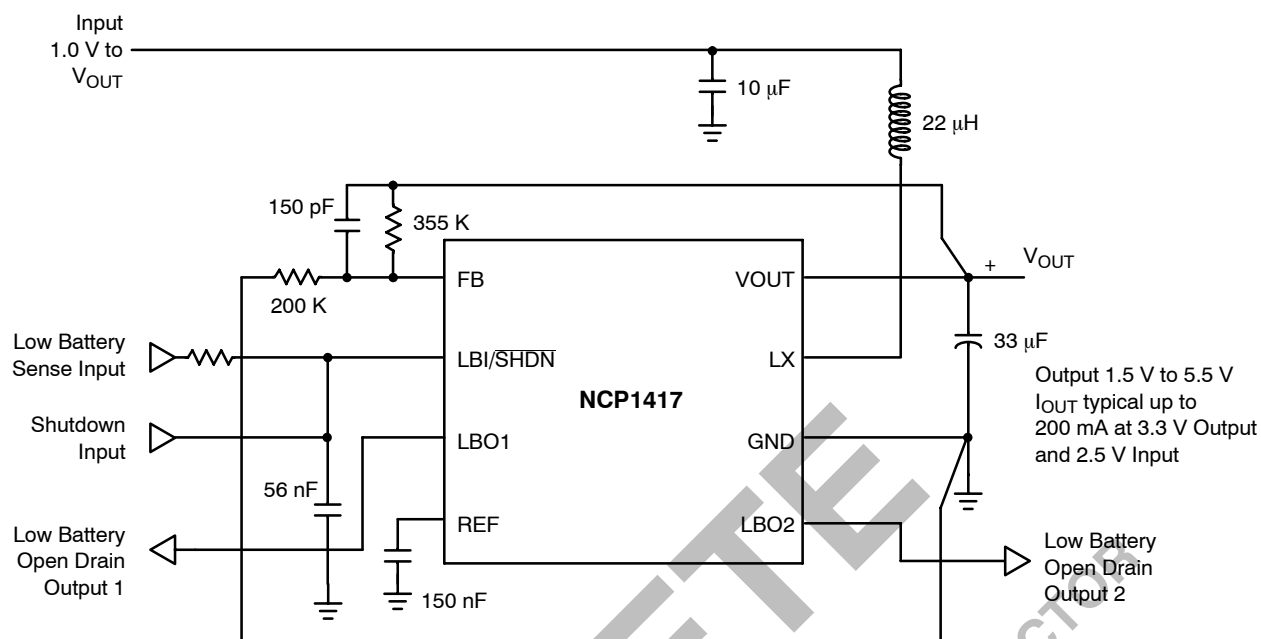 Input
1.0 V to
VOUT
10 μF
22 μH
150 pF
355 K
200 K
FB
VOUT
+
VOUT
Low Battery
Sense Input
LBI/SHDN
LX
33 μF
NCP1417
Output 1.5 V to 5.5 V
IOUT typical up to
200 mA at 3.3 V Output
and 2.5 V Input
Shutdown
Input
LBO1
GND
56 nF
REF
LBO2
Low Battery
Open Drain
Output 1
150 nF
Low Battery
Open Drain
Output 2